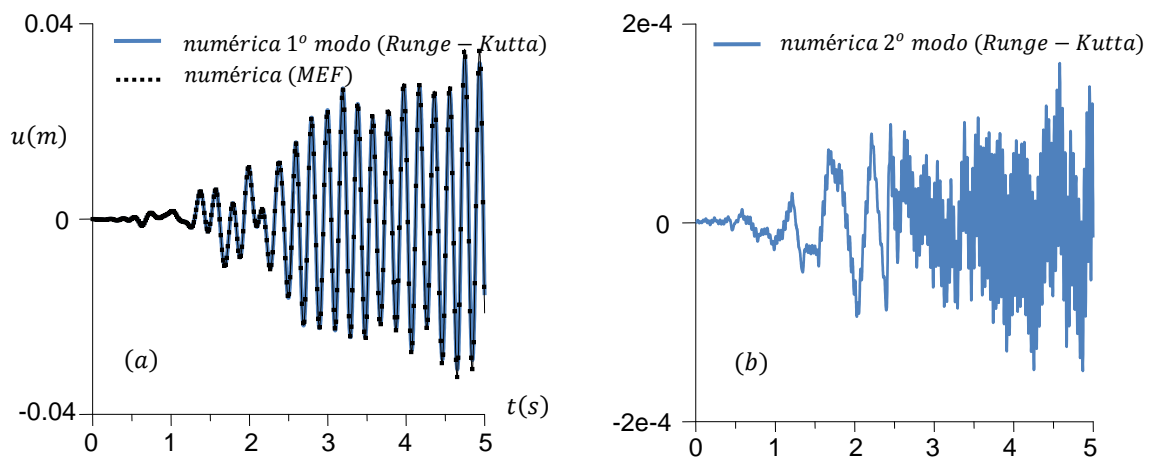 0.04
numérica 1º modo (Runge − Kutta)
numérica (MEF)
u(m)
0
(a)
-0.04
t(s)
0 1 2 3 4 5
2e-4
numérica 2º modo (Runge − Kutta)
0
(b)
-2e-4
0 1 2 3 4 5